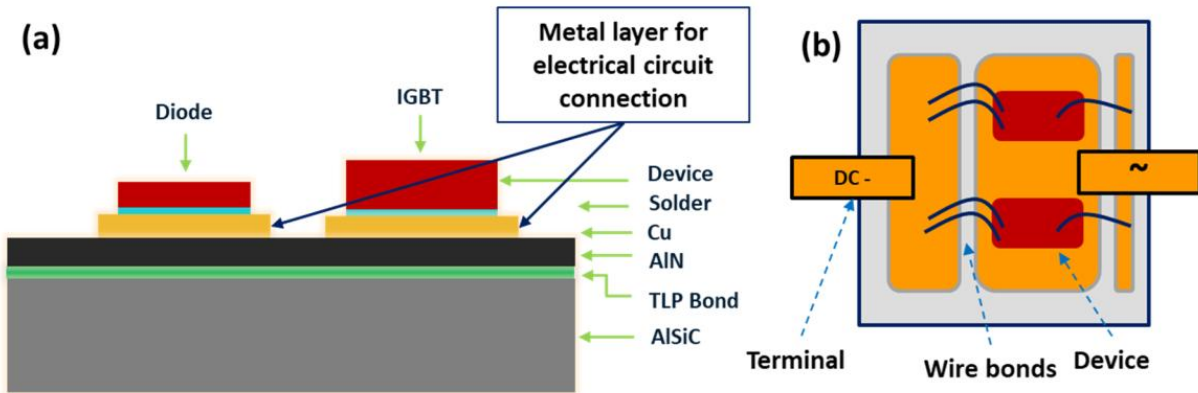 (a)
Metal layer for
electrical circuit
connection
Diode
IGBT
Device
Solder
Cu
AlN
TLP Bond
AlSiC
(b)
DC -
~
Terminal
Wire bonds
Device